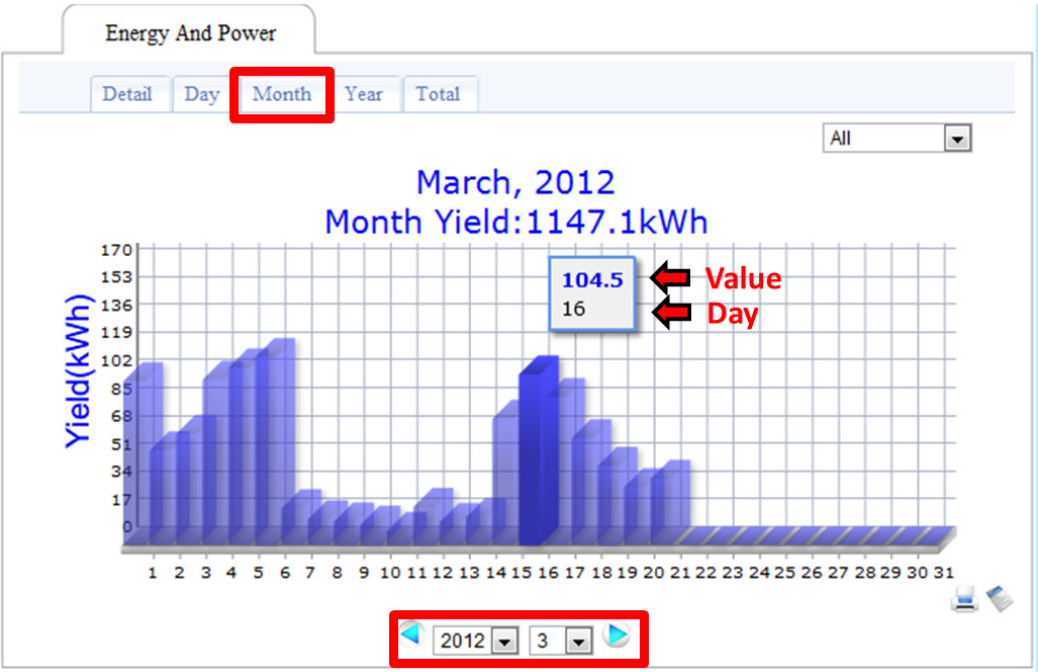 Energy And Power
Detail Day Month Year Total
All
March, 2012
Month Yield:1147.1kWh
Yield(kWh)
170
153
136
119
102
85
68
51
34
17
0
104.5
16
Value
Day
1 2 3 4 5 6 7 8 9 10 11 12 13 14 15 16 17 18 19 20 21 22 23 24 25 26 27 28 29 30 31
2012 3